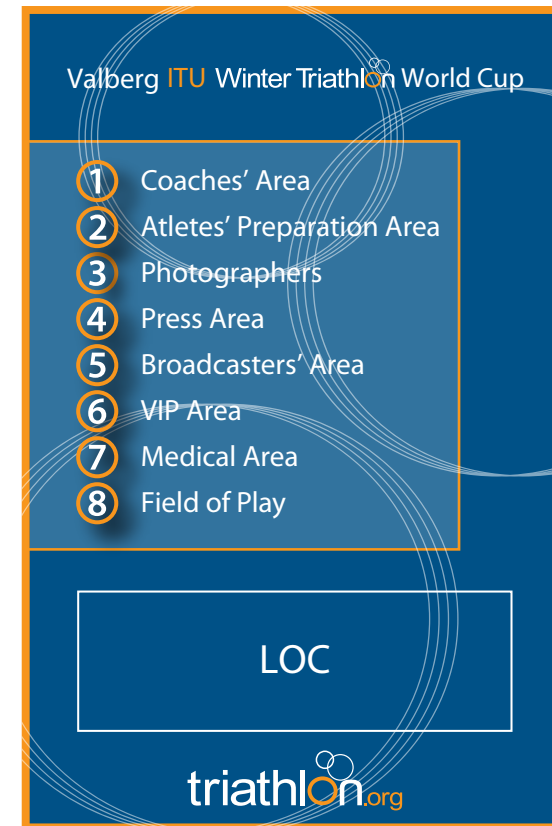 Valberg ITU Winter Triathlon World Cup
1 Coaches' Area
2 Atletes' Preparation Area
3 Photographers
4 Press Area
5 Broadcasters' Area
6 VIP Area
7 Medical Area
8 Field of Play
LOC
triathlon.org